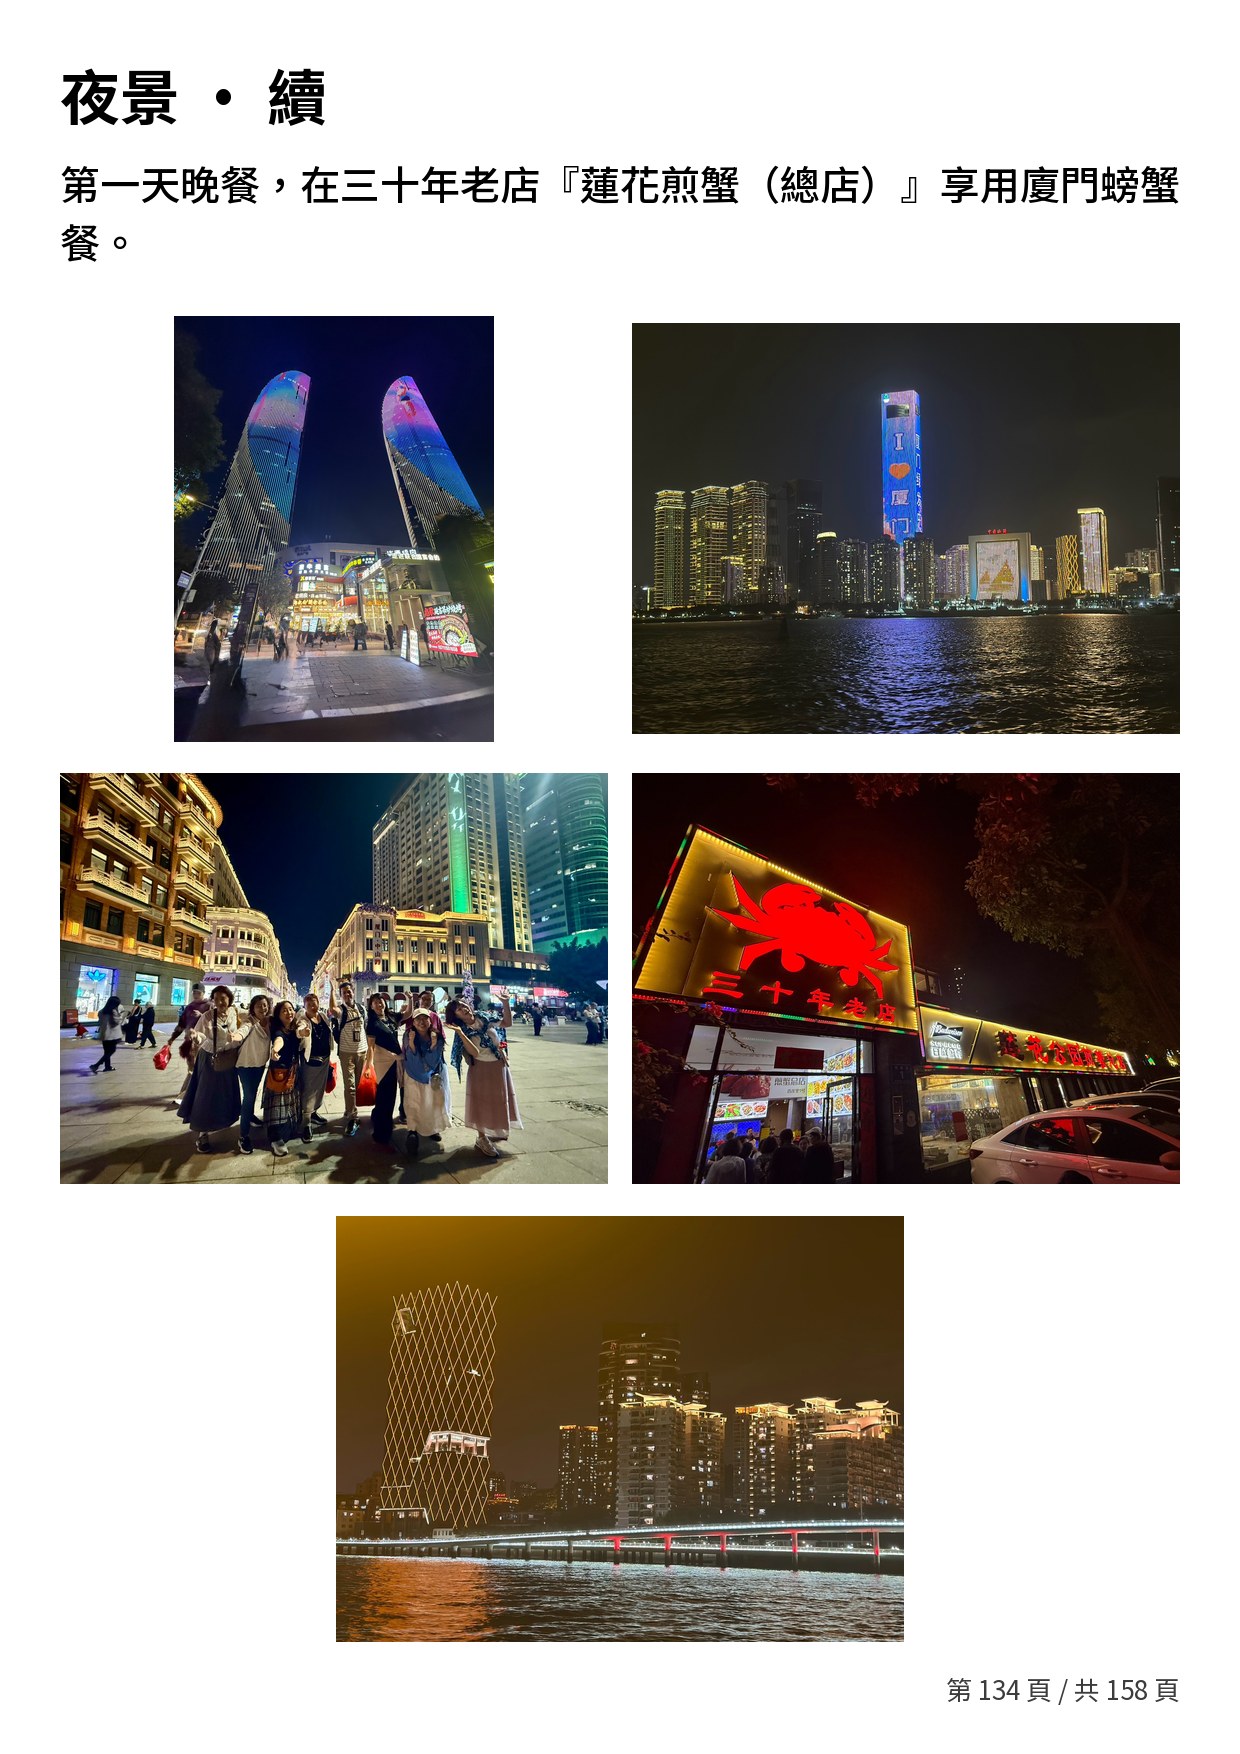 夜景 • 續
第一天晚餐，在三十年老店『蓮花煎蟹（總店）』享用廈門螃蟹
餐。
I
❤
廈
门
三十年老店
Budweiser
第 134 頁 / 共 158 頁